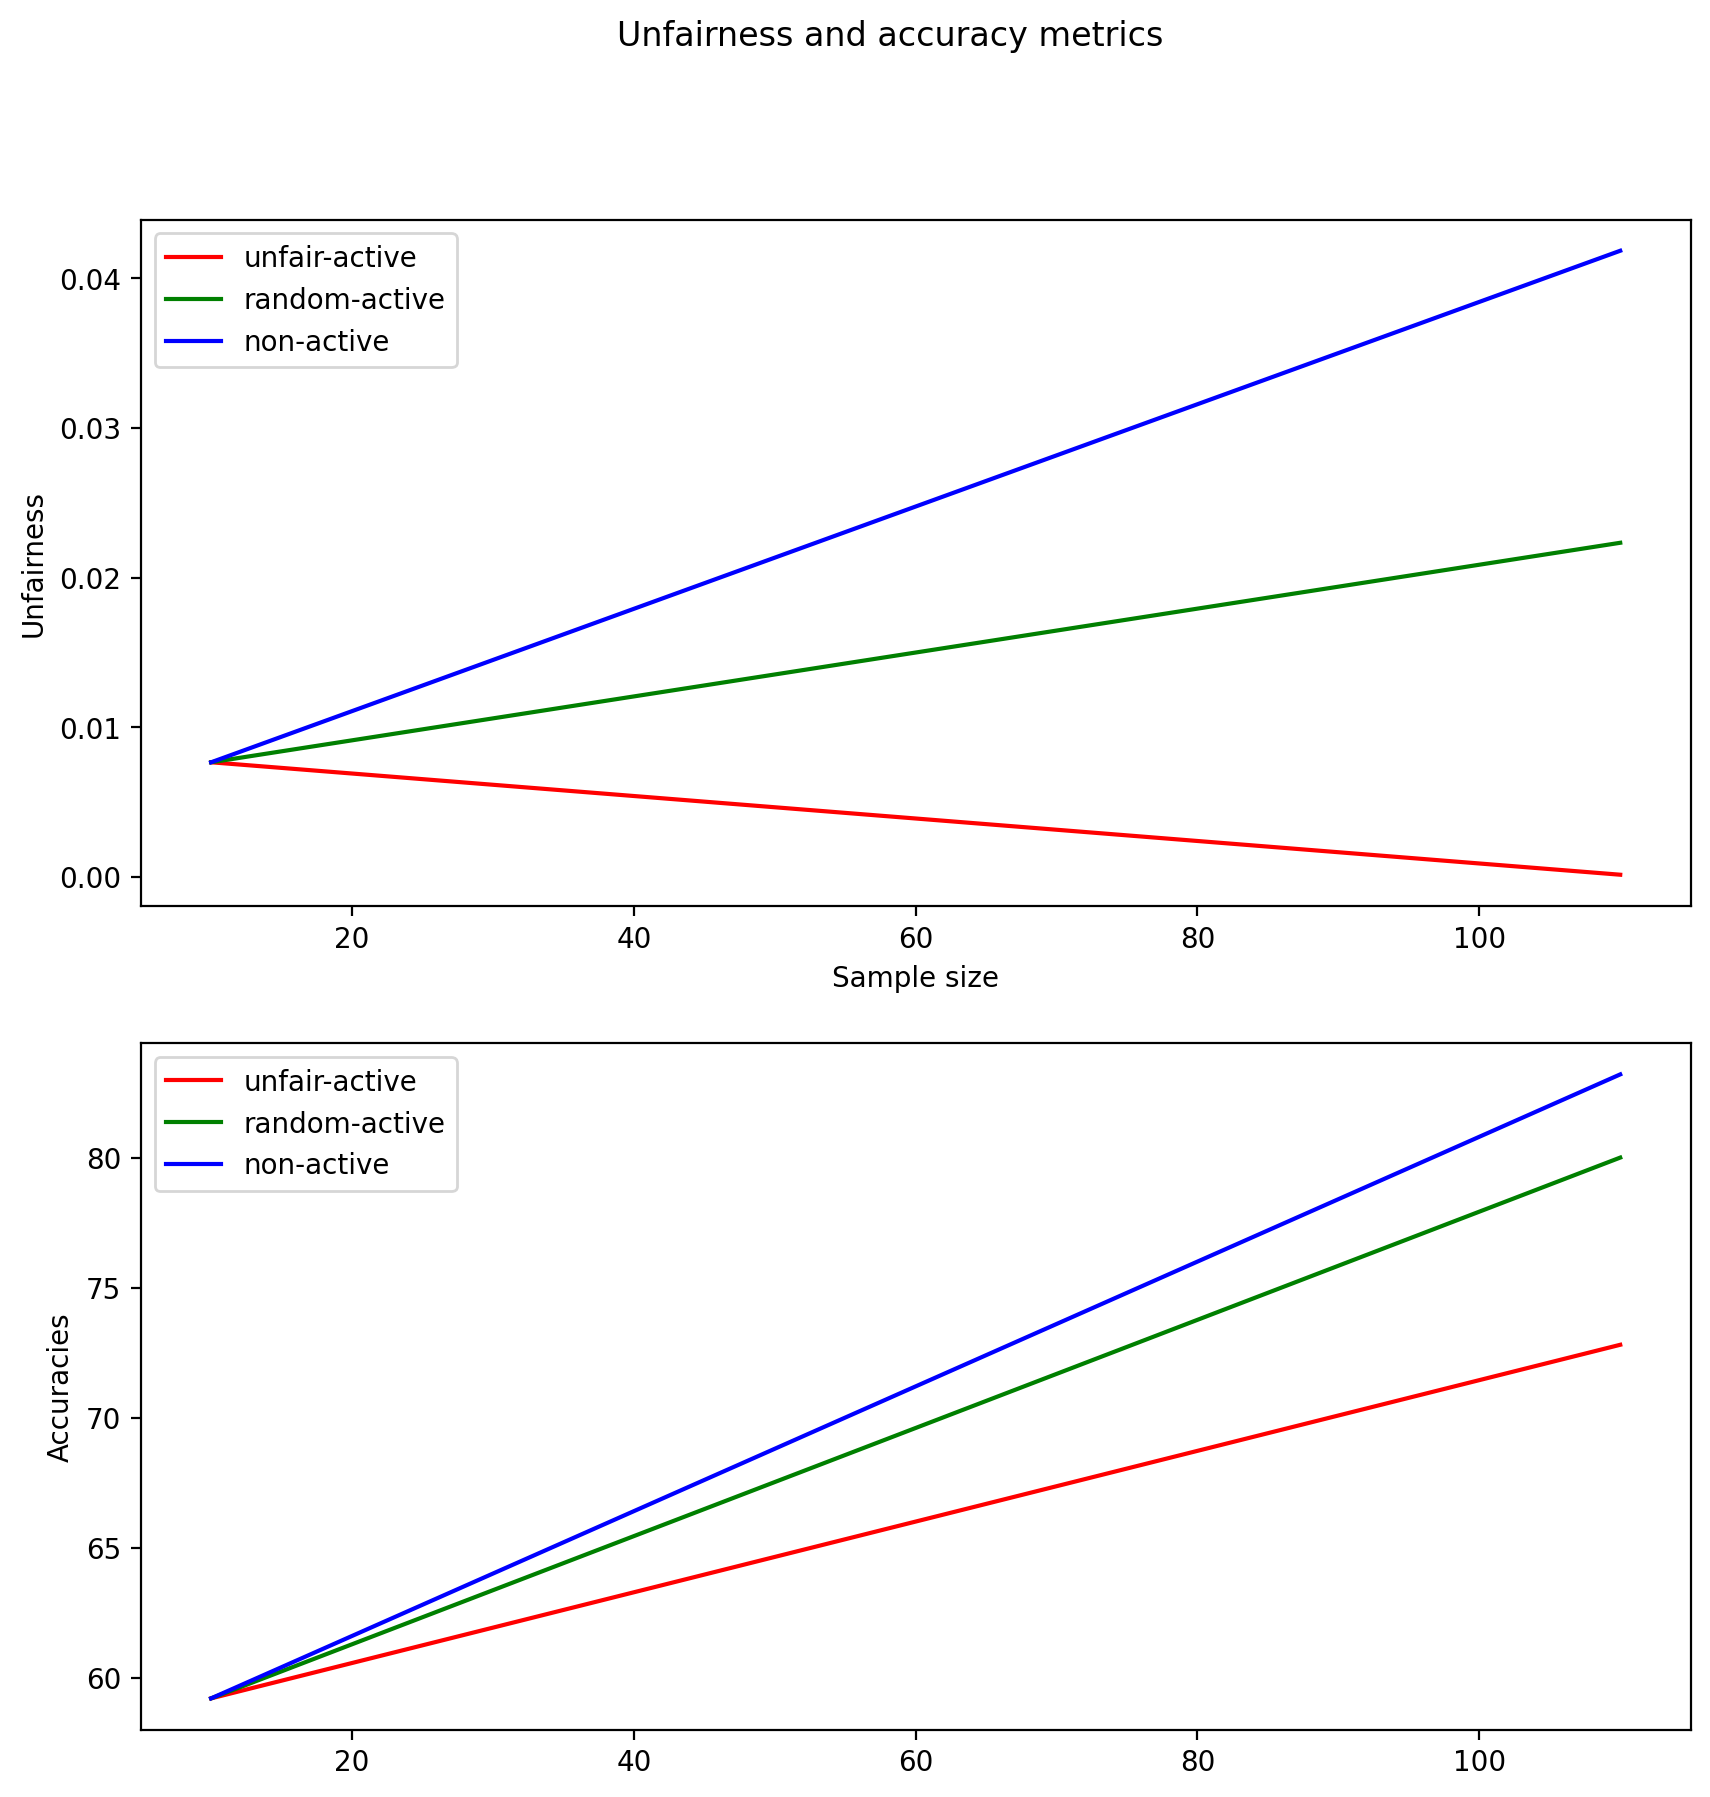 Unfairness and accuracy metrics
unfair-active
random-active
non-active
0.04
0.03
0.02
0.01
0.00
Unfairness
20 40 60 80 100
Sample size
unfair-active
random-active
non-active
80
75
70
65
60
Accuracies
20 40 60 80 100